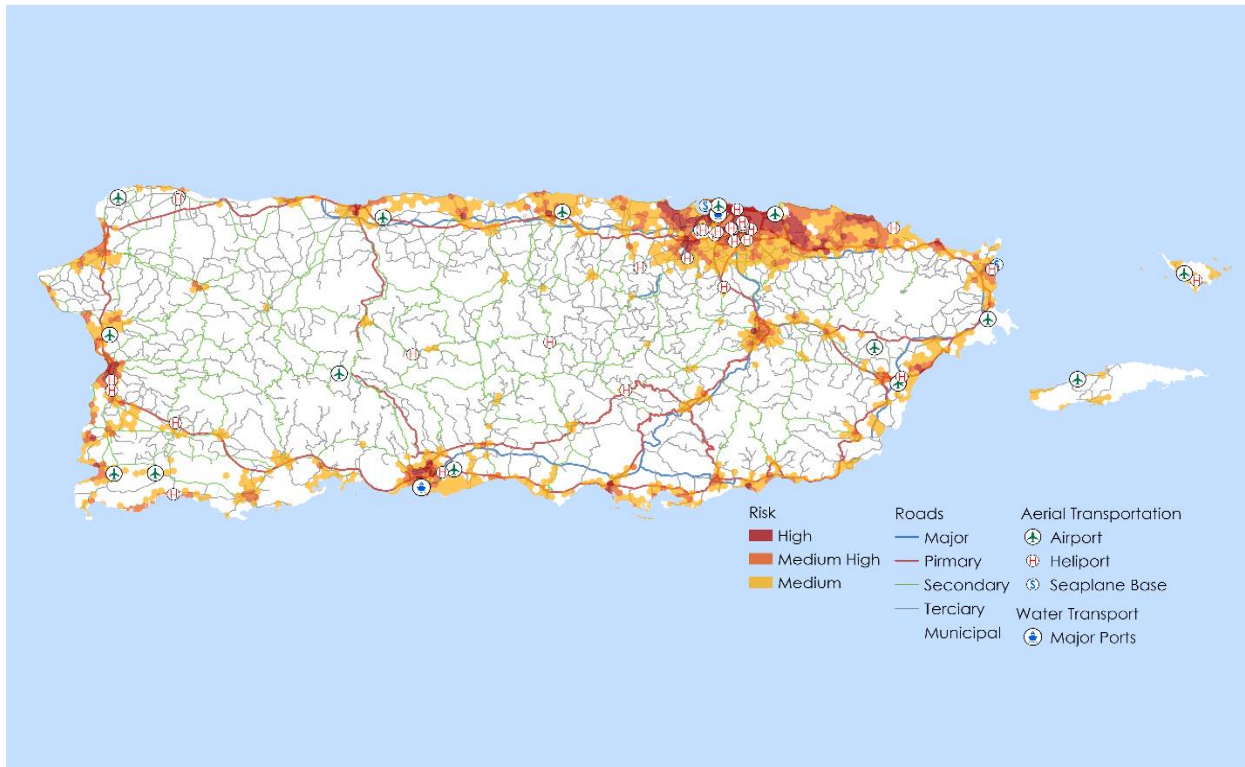 Risk
High
Medium High
Medium
Roads
Major
Pirmary
Secondary
Terciary
Municipal
Aerial Transportation
Airport
H Heliport
S Seaplane Base
Water Transport
Major Ports